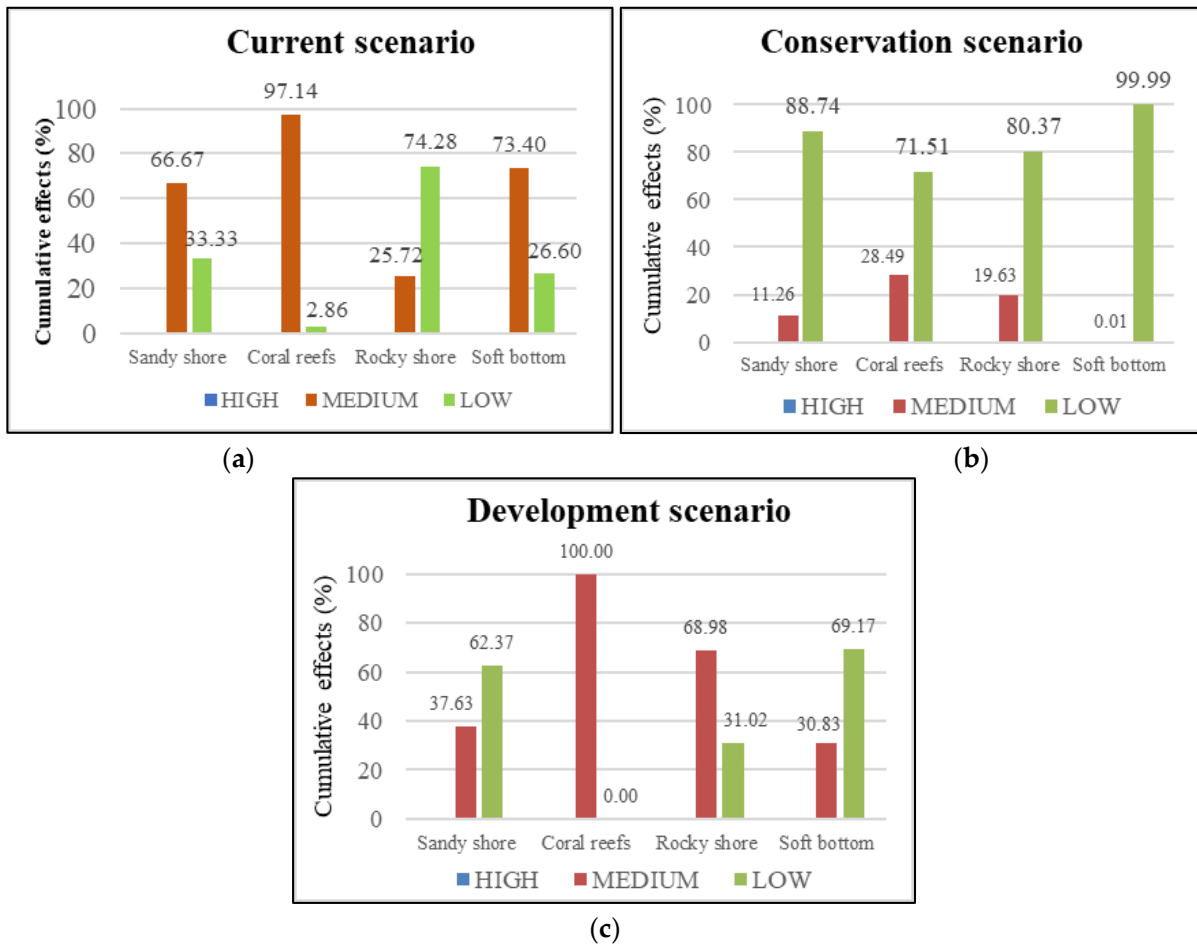 Current scenario
Cumulative effects (%)
100
80
60
40
20
0
66.67
33.33
97.14
2.86
25.72
74.28
73.40
26.60
Sandy shore Coral reefs Rocky shore Soft bottom
HIGH MEDIUM LOW
(a)
Conservation scenario
Cumulative effects (%)
100
80
60
40
20
0
11.26
88.74
28.49
71.51
19.63
80.37
0.01
99.99
Sandy shore Coral reefs Rocky shore Soft bottom
HIGH MEDIUM LOW
(b)
Development scenario
Cumulative effects (%)
100
80
60
40
20
0
37.63
62.37
100.00
0.00
68.98
31.02
30.83
69.17
Sandy shore Coral reefs Rocky shore Soft bottom
HIGH MEDIUM LOW
(c)